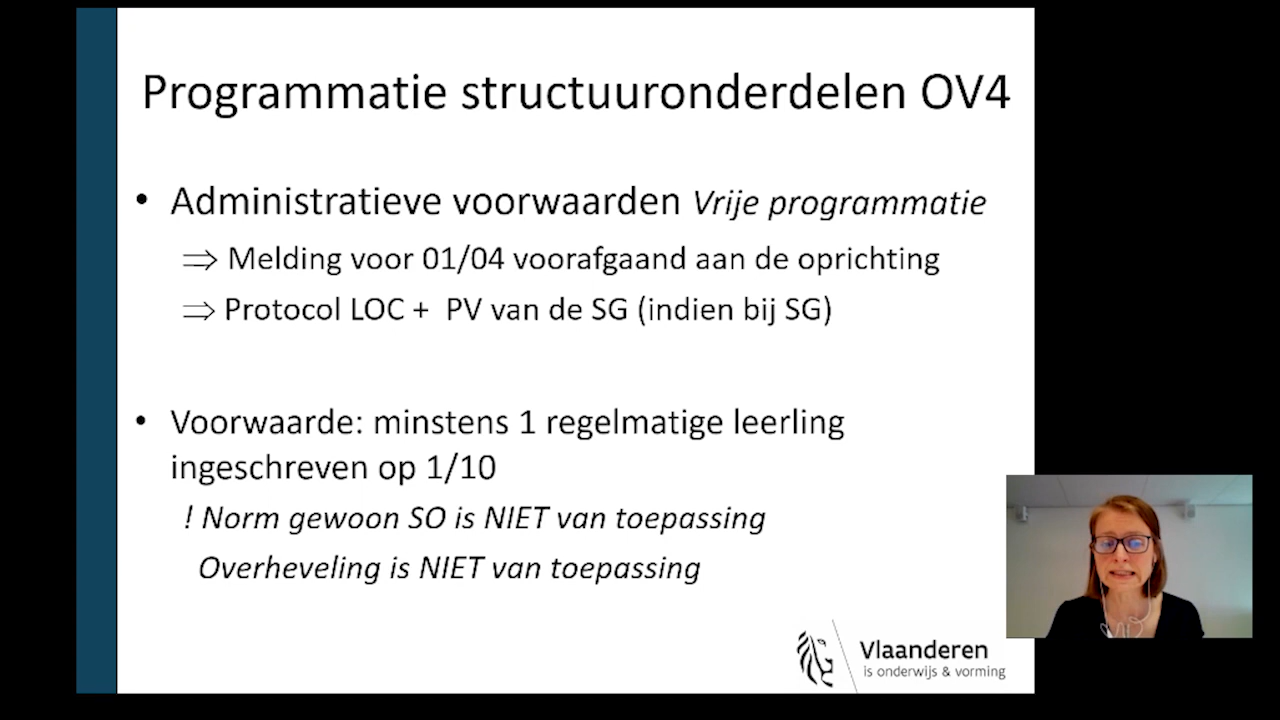 Programmatie structuuronderdelen OV4
• Administratieve voorwaarden Vrije programmatie
⇒ Melding voor 01/04 voorafgaand aan de oprichting
⇒ Protocol LOC + PV van de SG (indien bij SG)
• Voorwaarde: minstens 1 regelmatige leerling
ingeschreven op 1/10
! Norm gewoon SO is NIET van toepassing
Overheveling is NIET van toepassing
Vlaanderen
is onderwijs & vorming